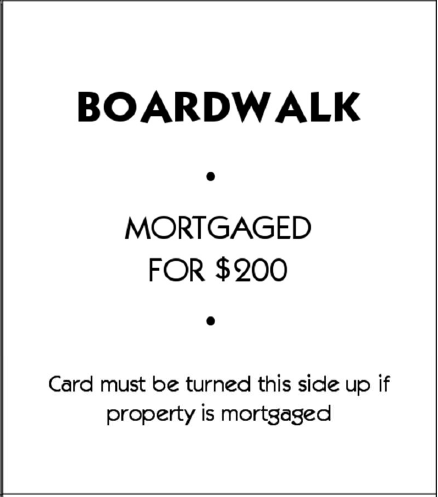 BOARDWALK
•
MORTGAGED
FOR $200
•
Card must be turned this side up if
property is mortgaged